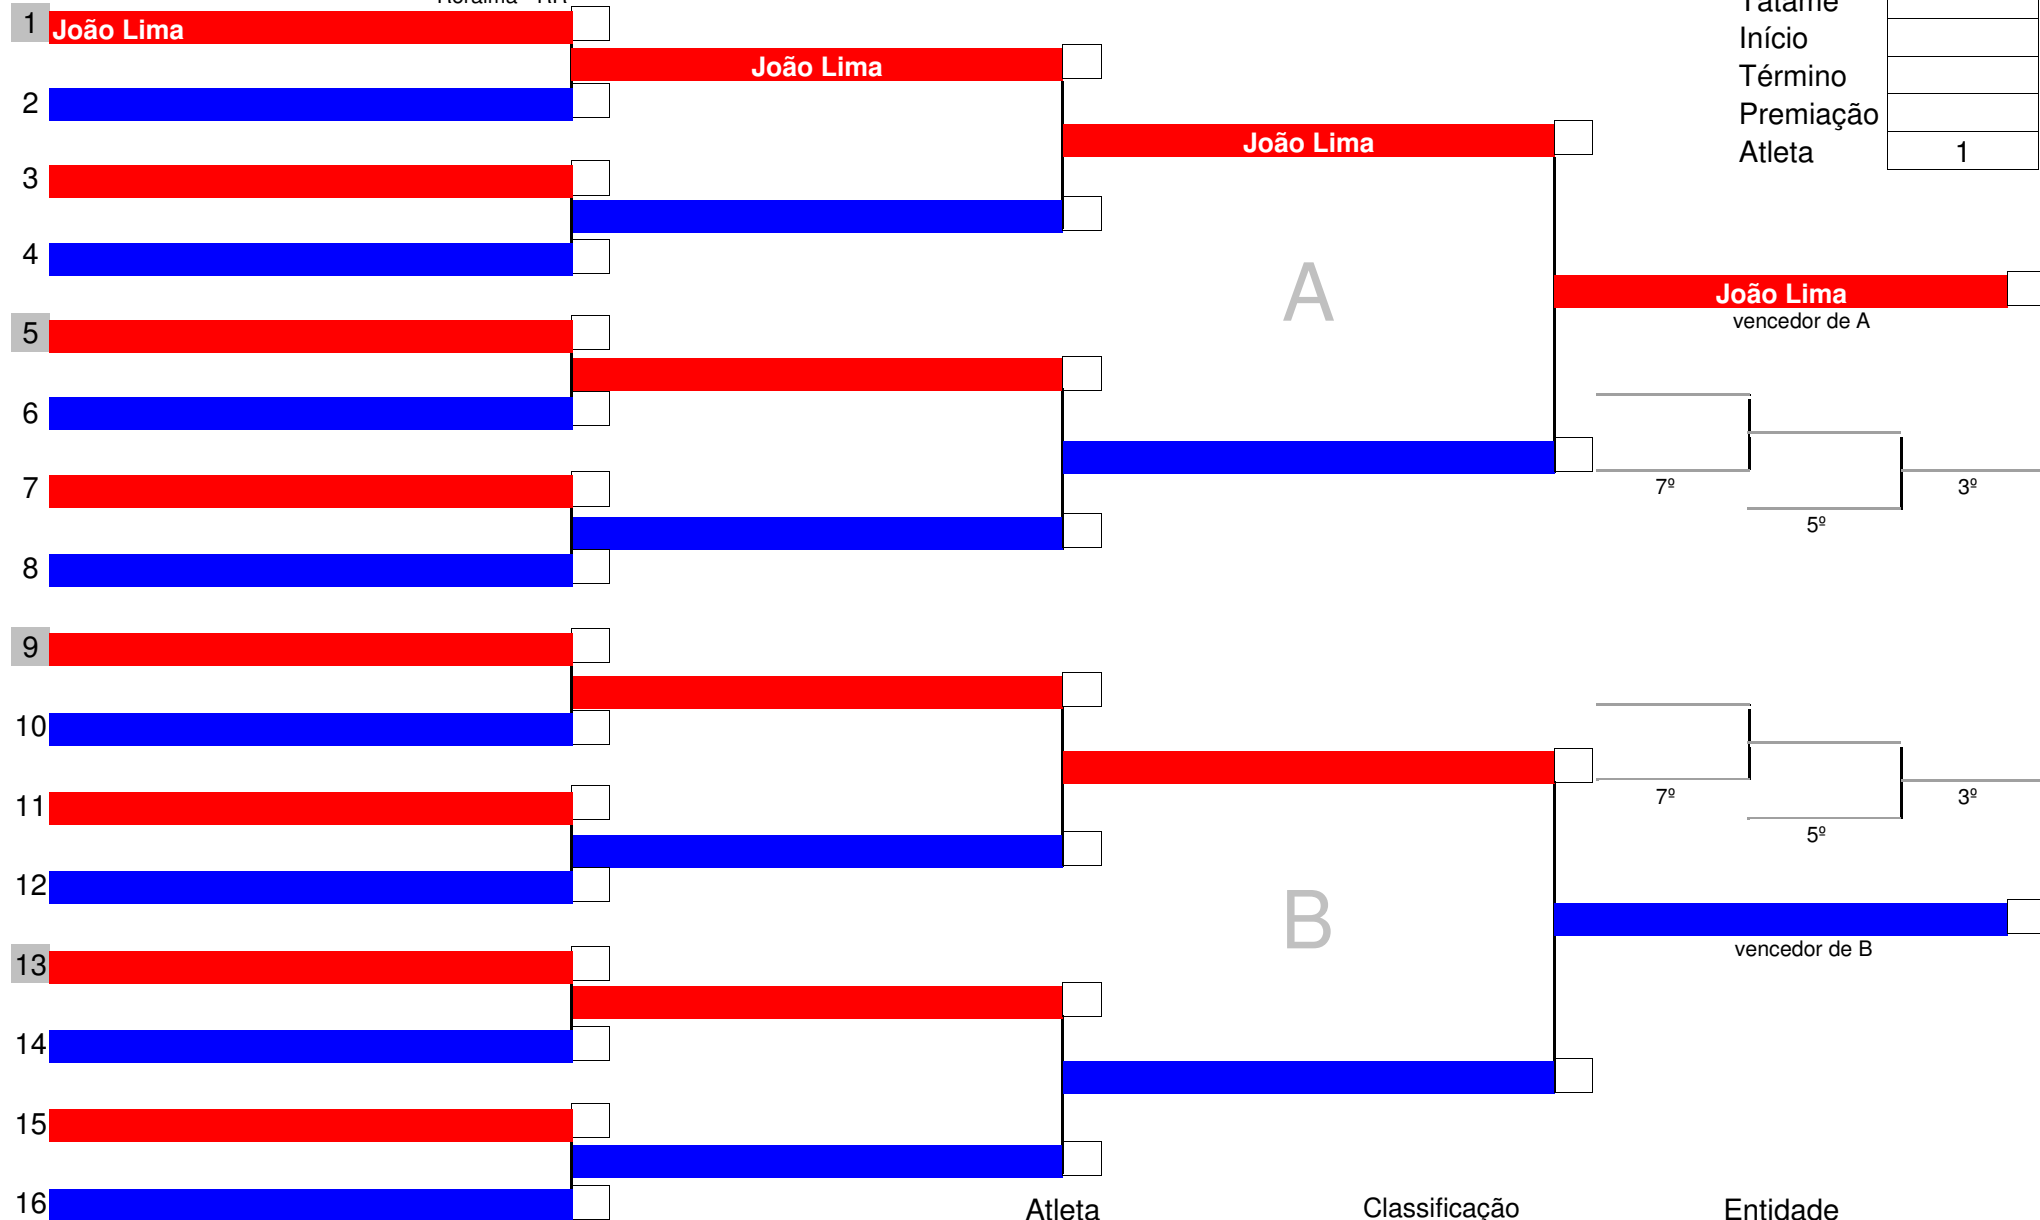 Roraima - RR
1 João Lima
Tatame
João Lima
Início
2
Término
Premiação
João Lima
Atleta 1
3
4
A
João Lima
vencedor de A
5
6
7
7º
3º
5º
8
9
10
11
7º
3º
5º
12
B
vencedor de B
13
14
15
16
Atleta Classificação Entidade